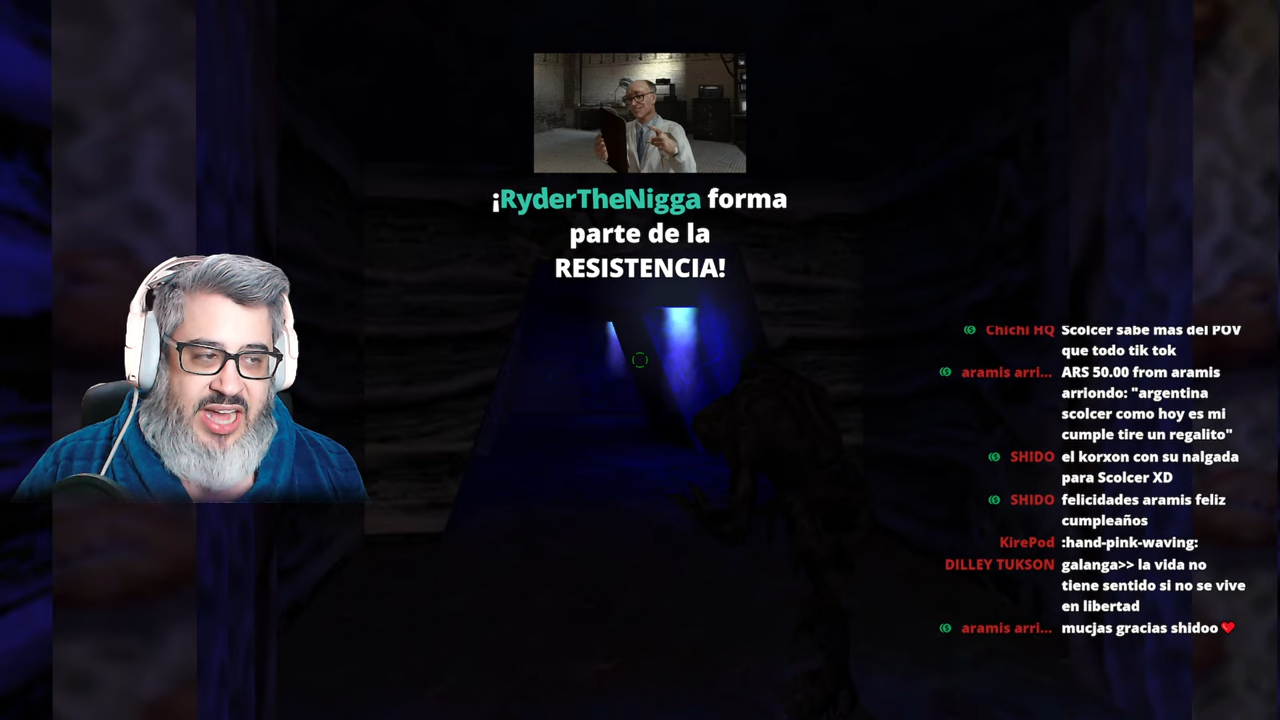 ¡RyderTheNigga forma
parte de la
RESISTENCIA!
Chichi HQ Scolcer sabe mas del POV
que todo tik tok
aramis arri... ARS 50.00 from aramis
arriondo: "argentina
scolcer como hoy es mi
cumple tire un regalito"
SHIDO el korxon con su nalgada
para Scolcer XD
SHIDO felicidades aramis feliz
cumpleaños
KirePod :hand-pink-waving:
DILLEY TUKSON galanga>> la vida no
tiene sentido si no se vive
en libertad
aramis arri... mucjas gracias shidoo